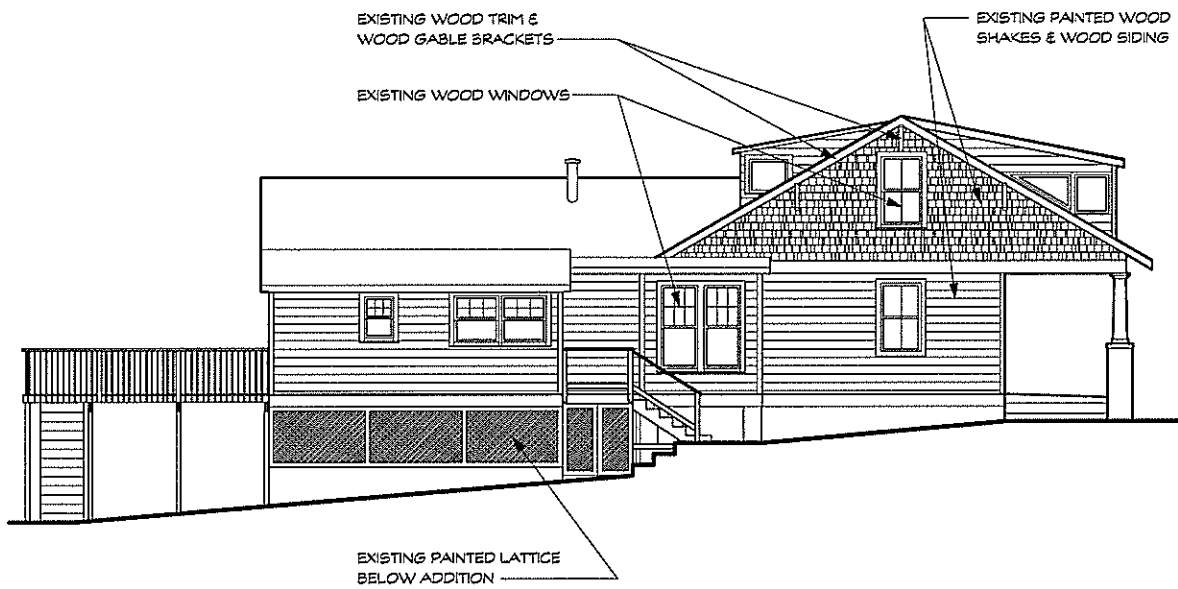 EXISTING WOOD TRIM &
WOOD GABLE BRACKETS
EXISTING PAINTED WOOD
SHAKES & WOOD SIDING
EXISTING WOOD WINDOWS
EXISTING PAINTED LATTICE
BELOW ADDITION